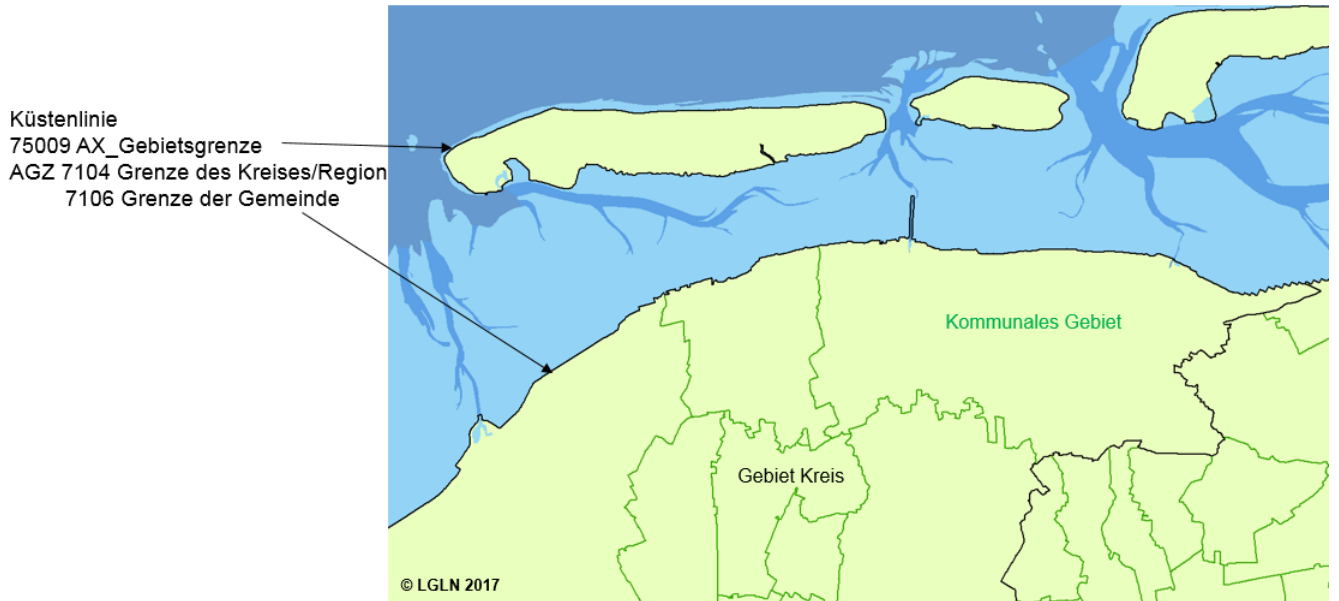 Küstenlinie
75009 AX_Gebietsgrenze
AGZ 7104 Grenze des Kreises/Region
7106 Grenze der Gemeinde
Kommunales Gebiet
Gebiet Kreis
© LGLN 2017